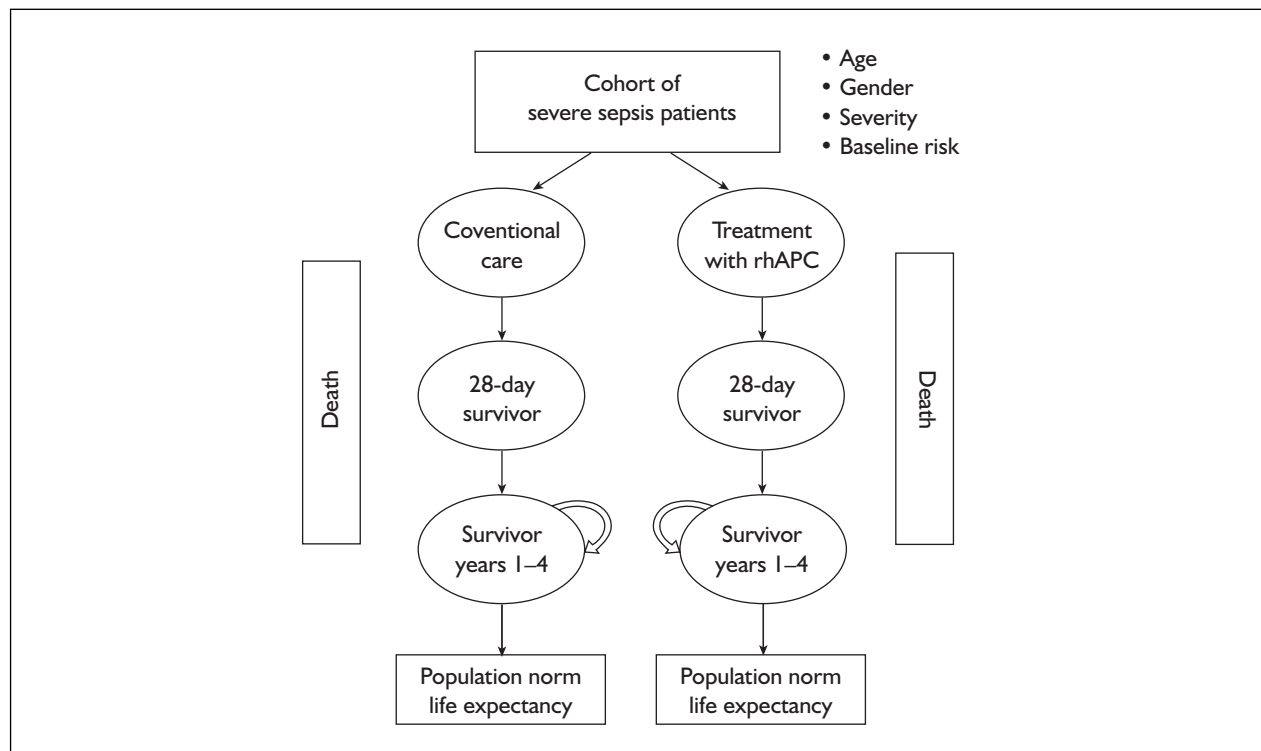 Cohort of
severe sepsis patients
• Age
• Gender
• Severity
• Baseline risk
Coventional
care
Treatment
with rhAPC
Death
Death
28-day
survivor
28-day
survivor
Survivor
years 1–4
Survivor
years 1–4
Population norm
life expectancy
Population norm
life expectancy